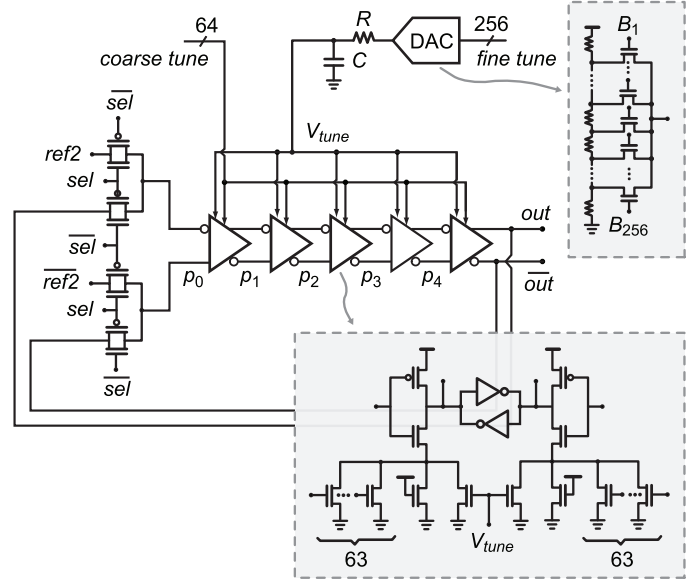 64
R
DAC
256
B1
coarse tune
C
fine tune
sel
Vtune
ref2
sel
out
sel
p0
p1
p2
p3
p4
out
ref2
sel
sel
B256
63
Vtune
63